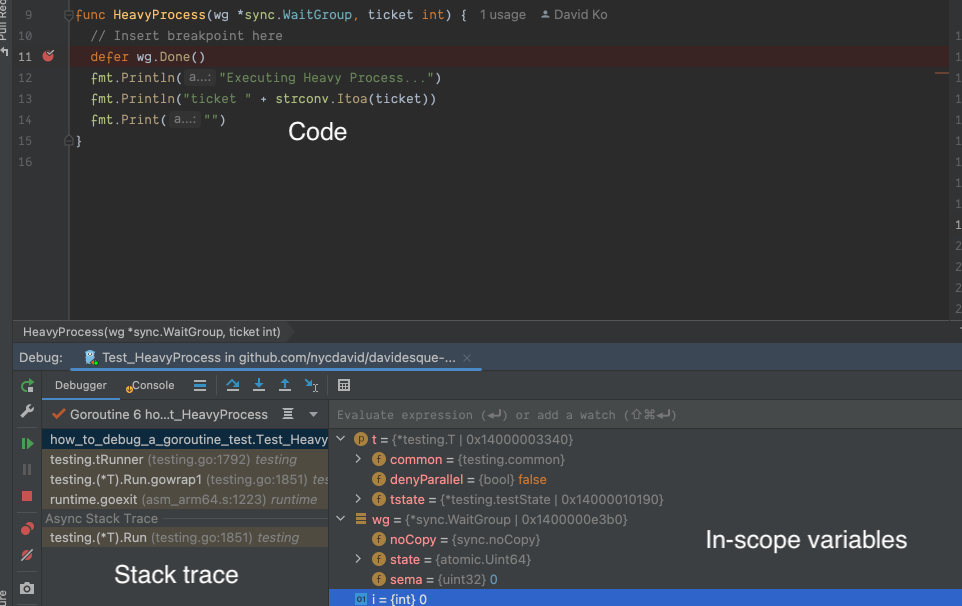 Pull Rec
9 func HeavyProcess(wg *sync.WaitGroup, ticket int) { 1 usage David Ko
10 // Insert breakpoint here
11 defer wg.Done()
12 fmt.Println( a...: "Executing Heavy Process...")
13 fmt.Println("ticket " + strconv.Itoa(ticket))
14 fmt.Print( a...: "")
Code
15 }
16
HeavyProcess(wg *sync.WaitGroup, ticket int)
Debug: Test_HeavyProcess in github.com/nycdavid/davidesque-...
Debugger Console
Goroutine 6 ho...t_HeavyProcess
Evaluate expression (⏎) or add a watch (⇧⌘⏎)
how_to_debug_a_goroutine_test.Test_Heavy
testing.tRunner (testing.go:1792) testing
testing.(*T).Run.gowrap1 (testing.go:1851) tes
runtime.goexit (asm_arm64.s:1223) runtime
Async Stack Trace
testing.(*T).Run (testing.go:1851) testing
Stack trace
t = {*testing.T | 0x14000003340}
common = {testing.common}
denyParallel = {bool} false
tstate = {*testing.testState | 0x14000010190}
wg = {*sync.WaitGroup | 0x1400000e3b0}
noCopy = {sync.noCopy}
state = {atomic.Uint64}
sema = {uint32} 0
i = {int} 0
In-scope variables